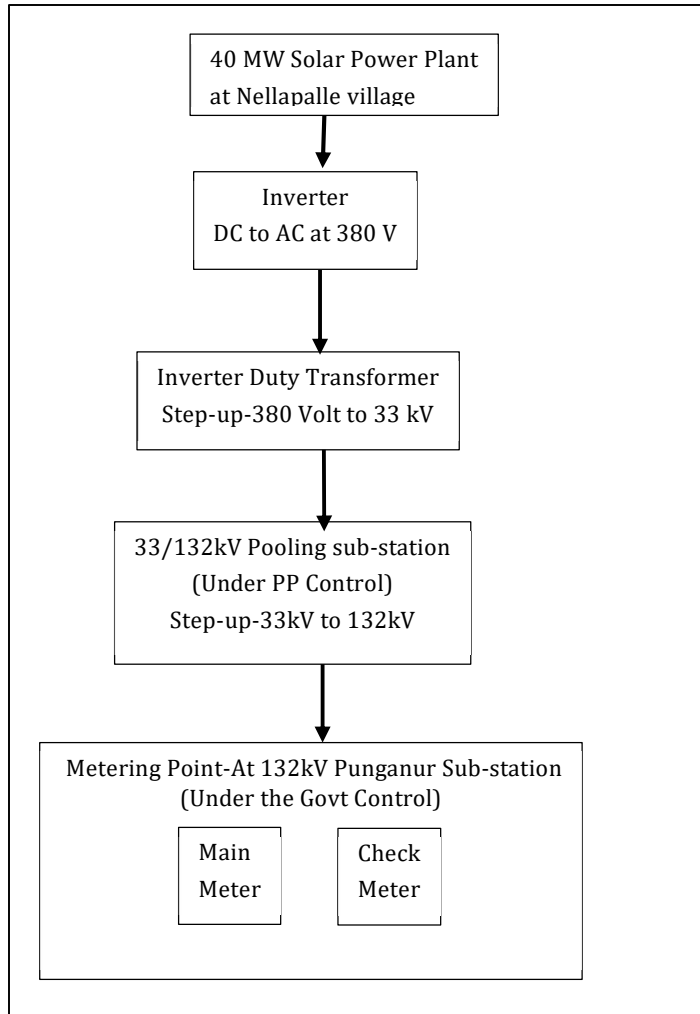 40 MW Solar Power Plant
at Nellapalle village
Inverter
DC to AC at 380 V
Inverter Duty Transformer
Step-up-380 Volt to 33 kV
33/132kV Pooling sub-station
(Under PP Control)
Step-up-33kV to 132kV
Metering Point-At 132kV Punganur Sub-station
(Under the Govt Control)
Main
Meter
Check
Meter